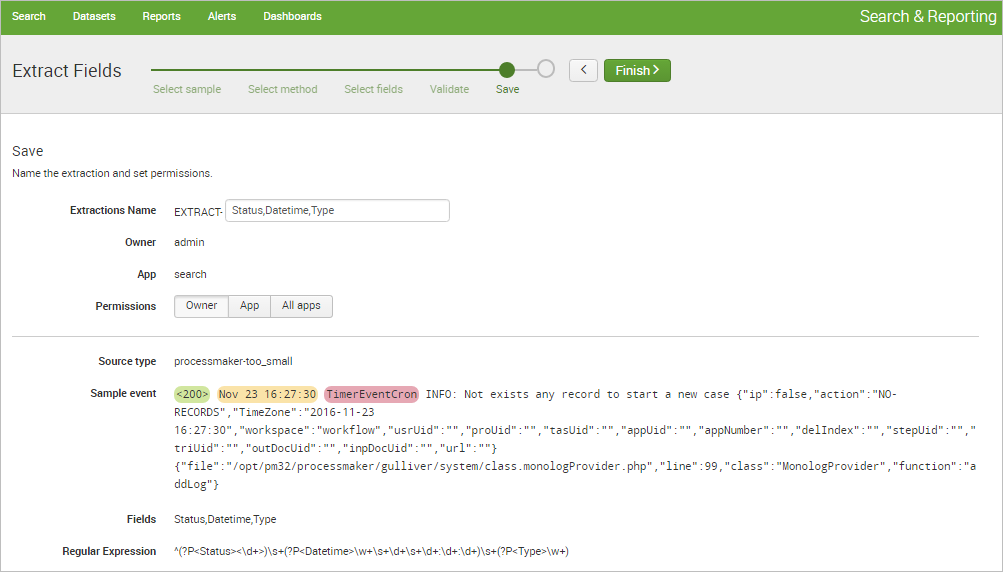 Search Datasets Reports Alerts Dashboards Search & Reporting
Extract Fields < Finish >
Select sample Select method Select fields Validate Save
Save
Name the extraction and set permissions.
Extractions Name EXTRACT- Status,Datetime,Type
Owner admin
App search
Permissions Owner App All apps
Source type processmaker-too_small
Sample event <200> Nov 23 16:27:30 TimerEventCron INFO: Not exists any record to start a new case {"ip":false,"action":"NO-
RECORDS","TimeZone":"2016-11-23
16:27:30","workspace":"workflow","usrUid":"","proUid":"","tasUid":"","appUid":"","appNumber":"","delIndex":"","stepUid":"","
triUid":"","outDocUid":"","inpDocUid":"","url":""}
{"file":"/opt/pm32/processmaker/gulliver/system/class.monologProvider.php","line":99,"class":"MonologProvider","function":"a
ddLog"}
Fields Status,Datetime,Type
Regular Expression ^(?P<Status><\d+>)\s+(?P<Datetime>\w+\s+\d+\s+\d+:\d+:\d+)\s+(?P<Type>\w+)